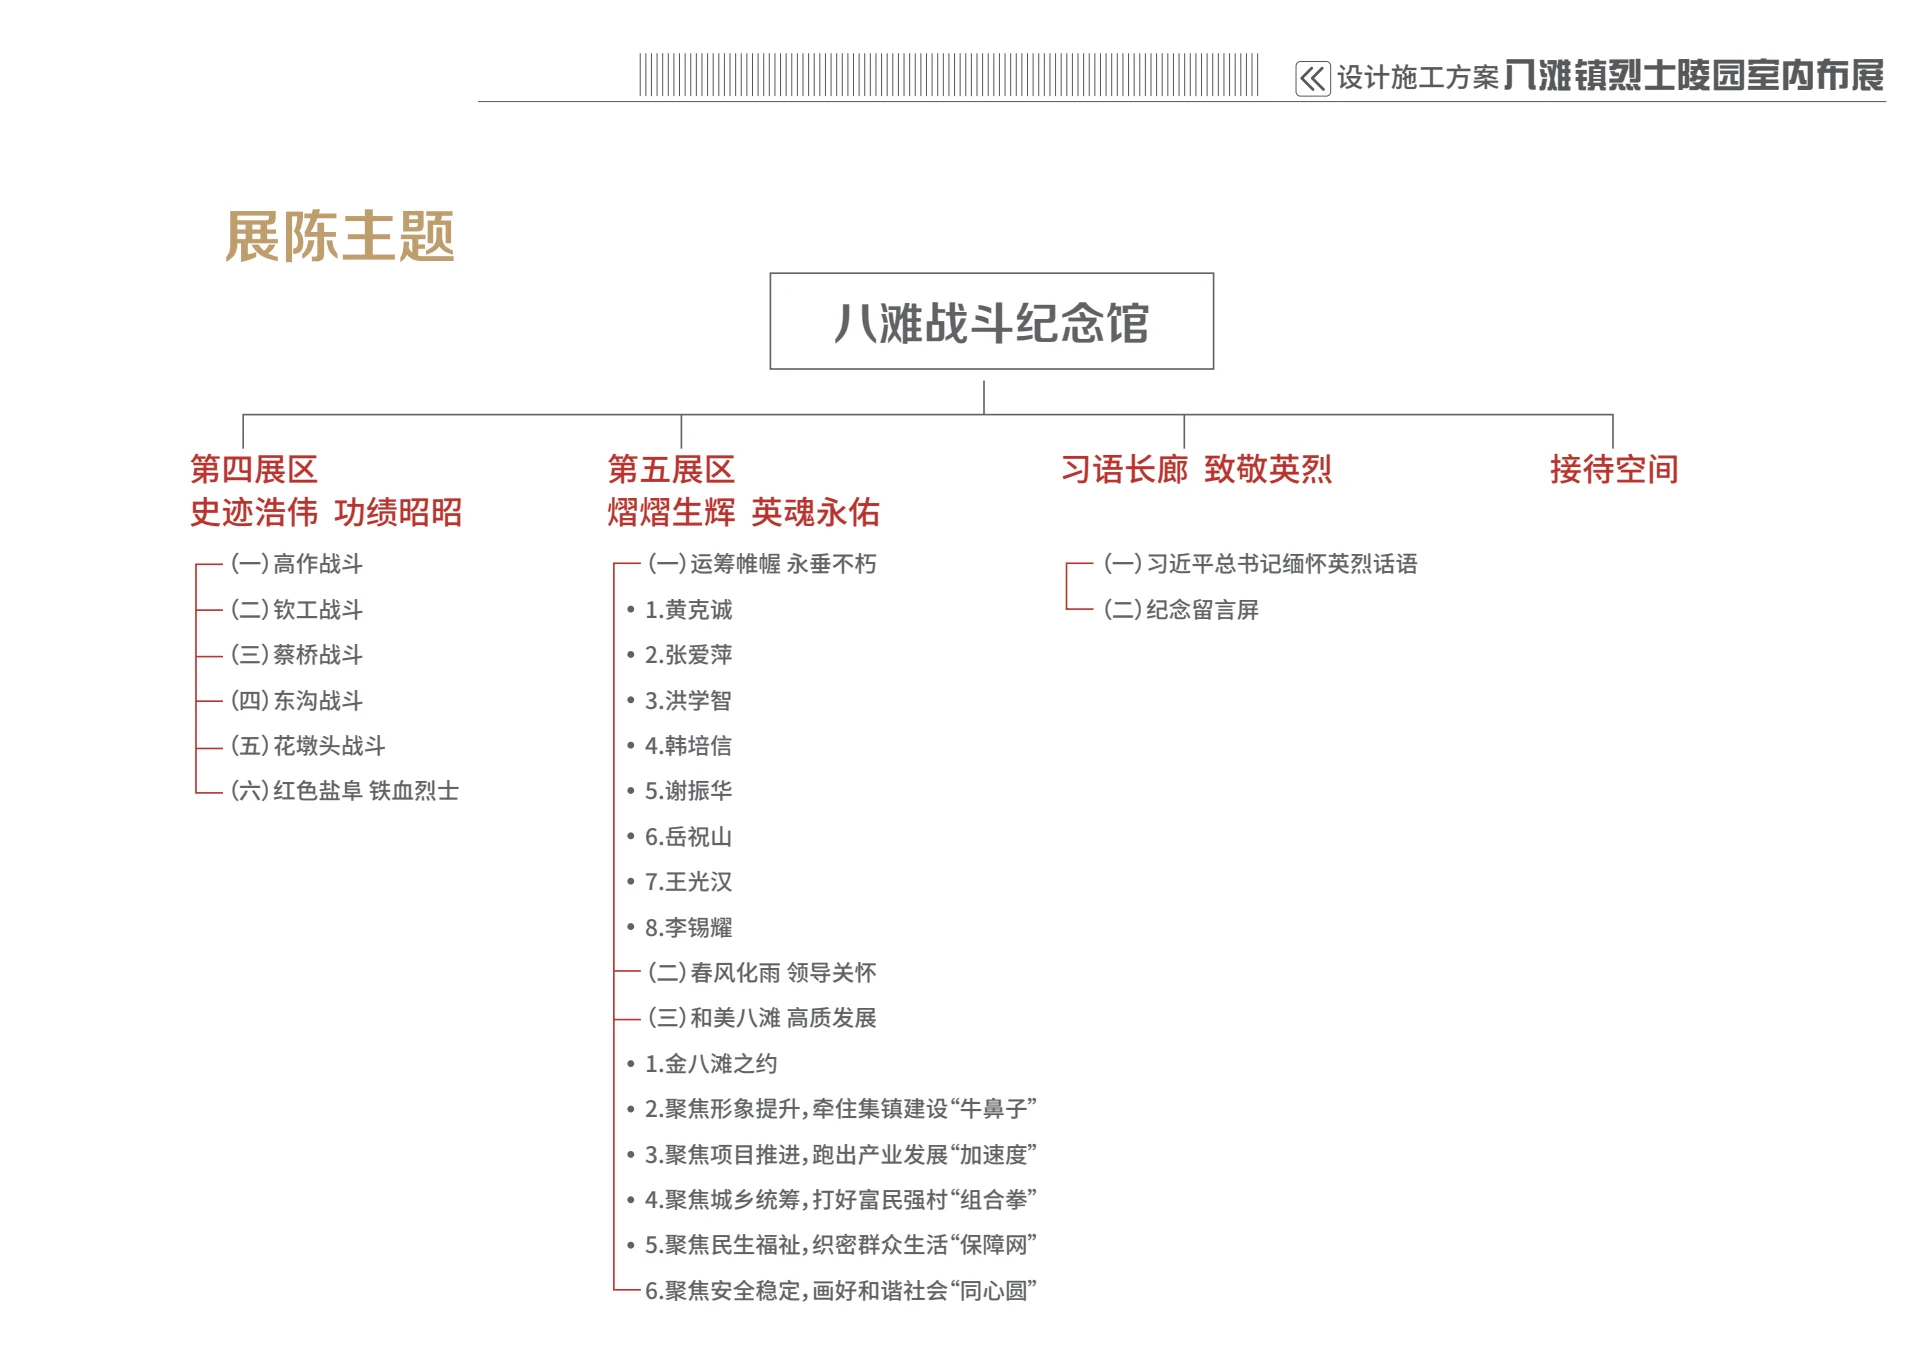 设计施工方案 八滩镇烈士陵园室内布展
展陈主题
八滩战斗纪念馆
第四展区
史迹浩伟 功绩昭昭
（一）高作战斗
（二）钦工战斗
（三）蔡桥战斗
（四）东沟战斗
（五）花墩头战斗
（六）红色盐阜 铁血烈士
第五展区
熠熠生辉 英魂永佑
（一）运筹帷幄 永垂不朽
• 1.黄克诚
• 2.张爱萍
• 3.洪学智
• 4.韩培信
• 5.谢振华
• 6.岳祝山
• 7.王光汉
• 8.李锡耀
（二）春风化雨 领导关怀
（三）和美八滩 高质发展
• 1.金八滩之约
• 2.聚焦形象提升，牵住集镇建设“牛鼻子”
• 3.聚焦项目推进，跑出产业发展“加速度”
• 4.聚焦城乡统筹，打好富民强村“组合拳”
• 5.聚焦民生福祉，织密群众生活“保障网”
6.聚焦安全稳定，画好和谐社会“同心圆”
习语长廊 致敬英烈
（一）习近平总书记缅怀英烈话语
（二）纪念留言屏
接待空间